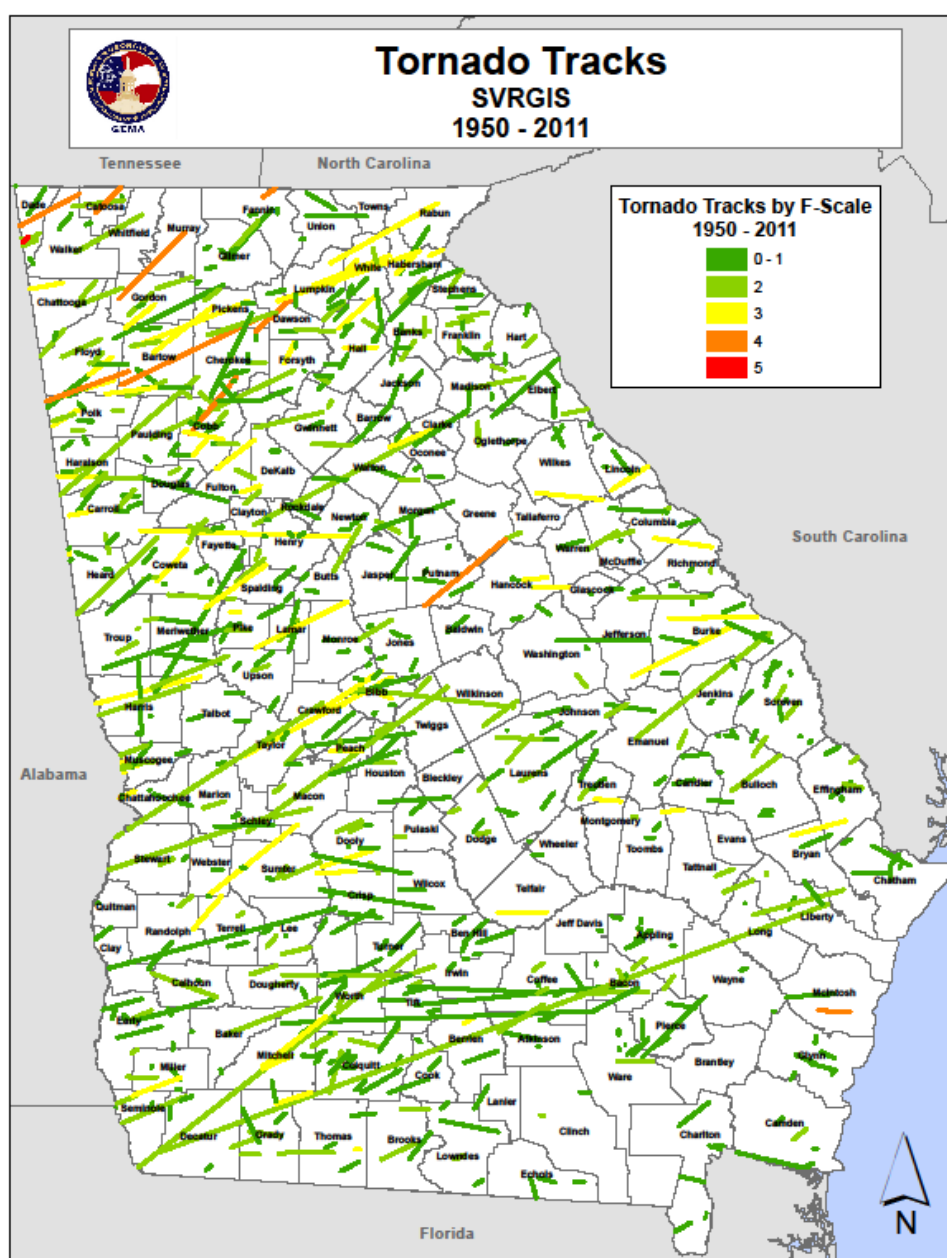 Tornado Tracks
SVRGIS
1950 - 2011
GEMA
Tennessee
North Carolina
Tornado Tracks by F-Scale
1950 - 2011
0 - 1
2
3
4
5
Dade
Catoosa
Fannin
Towns
Rabun
Whitfield
Murray
Union
Walker
Gilmer
White
Habersham
Chattooga
Gordon
Lumpkin
Stephens
Pickens
Dawson
Banks
Franklin
Hart
Floyd
Bartow
Cherokee
Forsyth
Hall
Jackson
Madison
Elbert
Polk
Cobb
Paulding
Gwinnett
Barrow
Clarke
Oconee
Oglethorpe
Haralson
DeKalb
Walton
Wilkes
Lincoln
Douglas
Fulton
Carroll
Clayton
Rockdale
Newton
Morgan
Greene
Taliaferro
Columbia
South Carolina
Fayette
Henry
Warren
McDuffie
Richmond
Heard
Coweta
Spalding
Butts
Jasper
Putnam
Hancock
Glascock
Troup
Meriwether
Pike
Lamar
Monroe
Jones
Baldwin
Washington
Jefferson
Burke
Upson
Harris
Talbot
Crawford
Bibb
Wilkinson
Jenkins
Screven
Twiggs
Johnson
Muscogee
Taylor
Peach
Emanuel
Alabama
Houston
Bleckley
Laurens
Treutlen
Candler
Bulloch
Effingham
Chattahoochee
Marion
Macon
Schley
Pulaski
Montgomery
Dooly
Dodge
Wheeler
Toombs
Evans
Bryan
Stewart
Webster
Sumter
Tattnall
Chatham
Crisp
Wilcox
Telfair
Quitman
Randolph
Terrell
Lee
Ben Hill
Jeff Davis
Appling
Long
Liberty
Clay
Turner
Irwin
Coffee
Bacon
Wayne
Calhoun
Dougherty
Worth
Tift
McIntosh
Early
Baker
Pierce
Mitchell
Berrien
Atkinson
Glynn
Miller
Colquitt
Cook
Ware
Brantley
Seminole
Lanier
Decatur
Grady
Thomas
Brooks
Clinch
Charlton
Camden
Lowndes
Echols
Florida
N